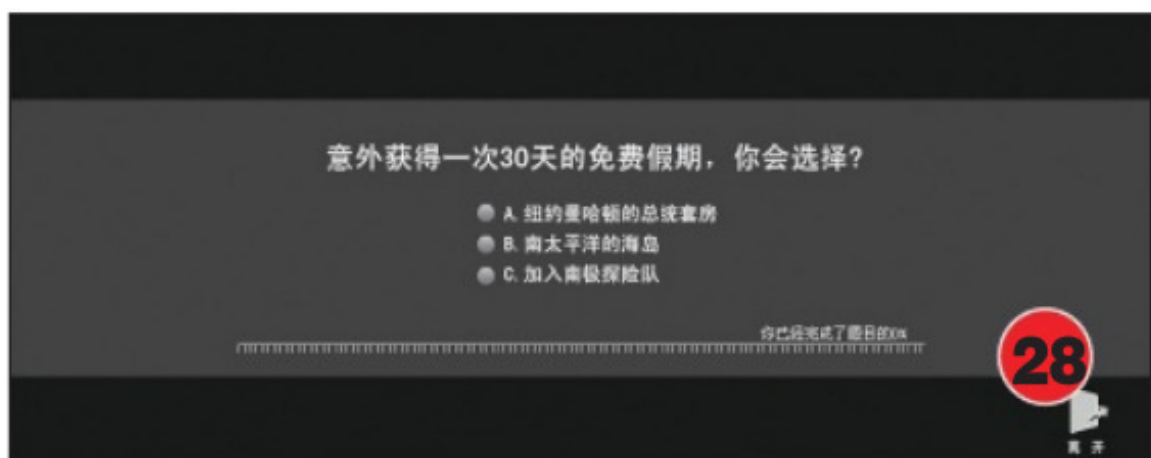 意外获得一次30天的免费假期，你会选择?
A. 纽约曼哈顿的总统套房
B. 南太平洋的海岛
C. 加入南极探险队
你已经完成了题目的0%
28
离开